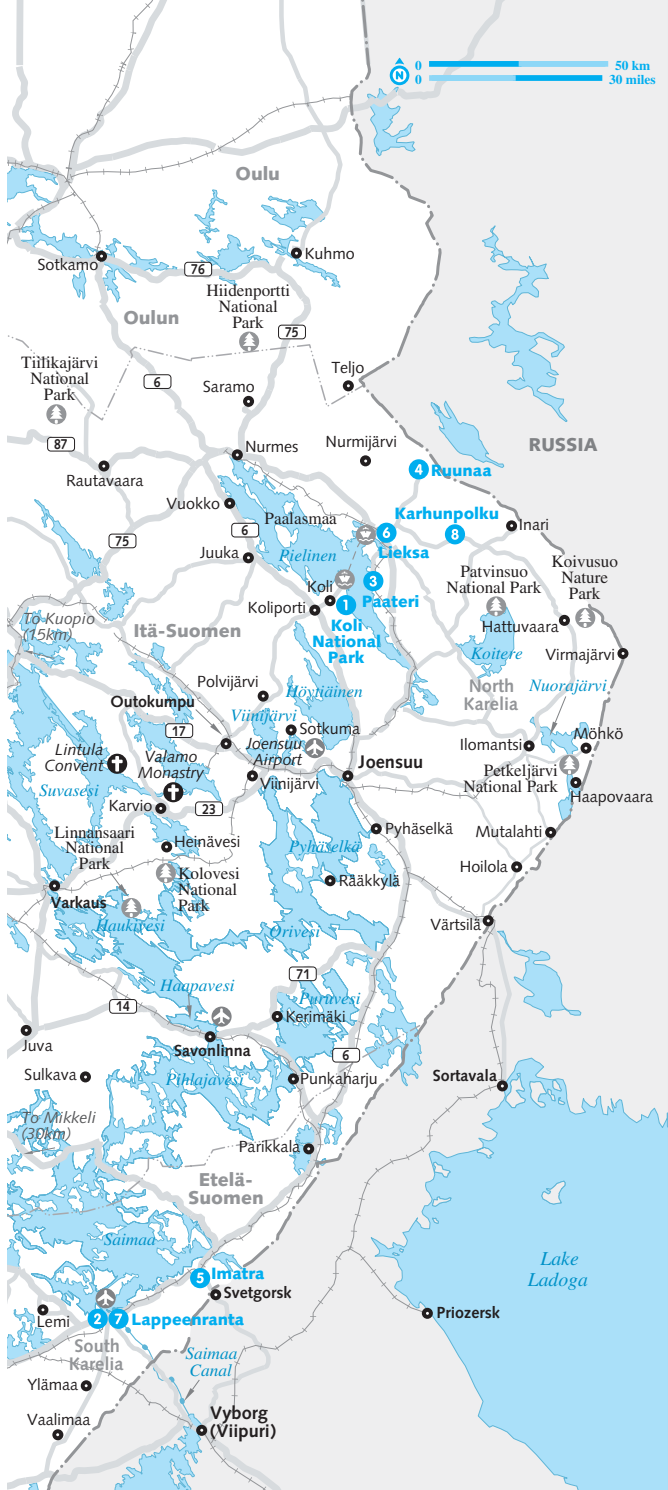 0 50 km
N
0 30 miles
Oulu
Kuhmo
Sotkamo
76
Hiidenportti
National
Park
Oulun
75
Tiilikajärvi
National
Park
Teljo
6
Saramo
87
Nurmes
Nurmijärvi
RUSSIA
4 Ruunaa
Rautavaara
Vuokko
Paalasmaa
Karhunpolku
8
Inari
6
6
Lieksa
75
Juuka
Pielinen
Koivusuo
Nature
Park
Patvinsuo
National Park
3
Paateri
Koli
1
Koli
National
Park
Koliporti
To Kuopio
(15km)
Itä-Suomen
Hattuvaara
Koitere
Virmajärvi
Polvijärvi
Höytiäinen
North
Karelia
Nuorajärvi
Outokumpu
Viinijärvi
17
Sotkuma
Joensuu
Airport
Ilomantsi
Möhkö
Lintula
Convent
Valamo
Monastry
Joensuu
Petkeljärvi
National Park
Viinijärvi
Haapovaara
Suvasesi
Karvio
23
Pyhäselkä
Mutalahti
Linnansaari
National
Park
Heinävesi
Pyhäselkä
Hoilola
Kolovesi
National
Park
Rääkkylä
Varkaus
Haukivesi
Värtsilä
Orivesi
Haapavesi
71
Puruvesi
14
Kerimäki
Juva
Savonlinna
6
Sulkava
Pihlajavesi
Punkaharju
Sortavala
To Mikkeli
(30km)
Parikkala
Etelä-
Suomen
Saimaa
Lake
Ladoga
5 Imatra
Svetgorsk
Lemi
2 7 Lappeenranta
Priozersk
South
Karelia
Saimaa
Canal
Ylämaa
Vaalimaa
Vyborg
(Viipuri)